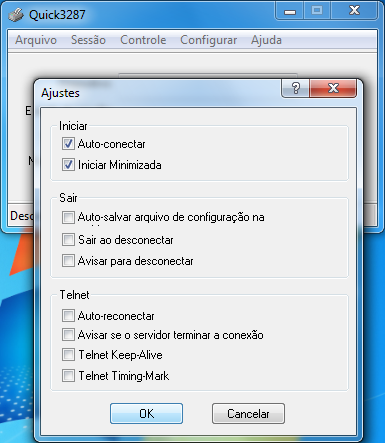 Quick3287
Arquivo Sessão Controle Configurar Ajuda
Ajustes
Iniciar
Auto-conectar
Iniciar Minimizada
Sair
Auto-salvar arquivo de configuração na
Sair ao desconectar
Avisar para desconectar
Telnet
Auto-reconectar
Avisar se o servidor terminar a conexão
Telnet Keep-Alive
Telnet Timing-Mark
OK Cancelar